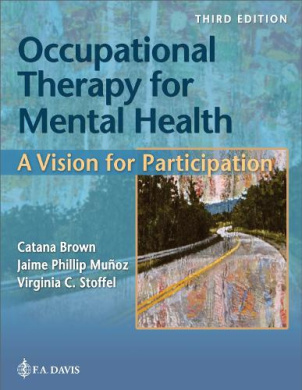 THIRD EDITION
Occupational
Therapy for
Mental Health
A Vision for Participation
Catana Brown
Jaime Phillip Muñoz
Virginia C. Stoffel
F.A. DAVIS